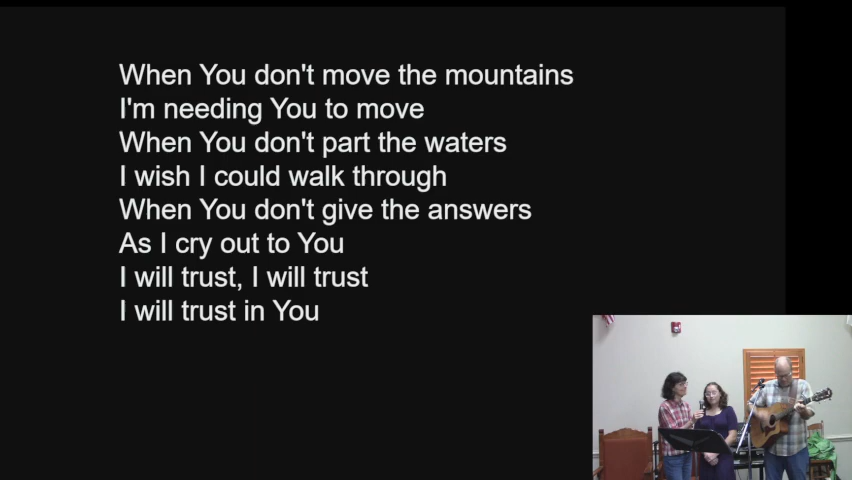 When You don't move the mountains
I'm needing You to move
When You don't part the waters
I wish I could walk through
When You don't give the answers
As I cry out to You
I will trust, I will trust
I will trust in You